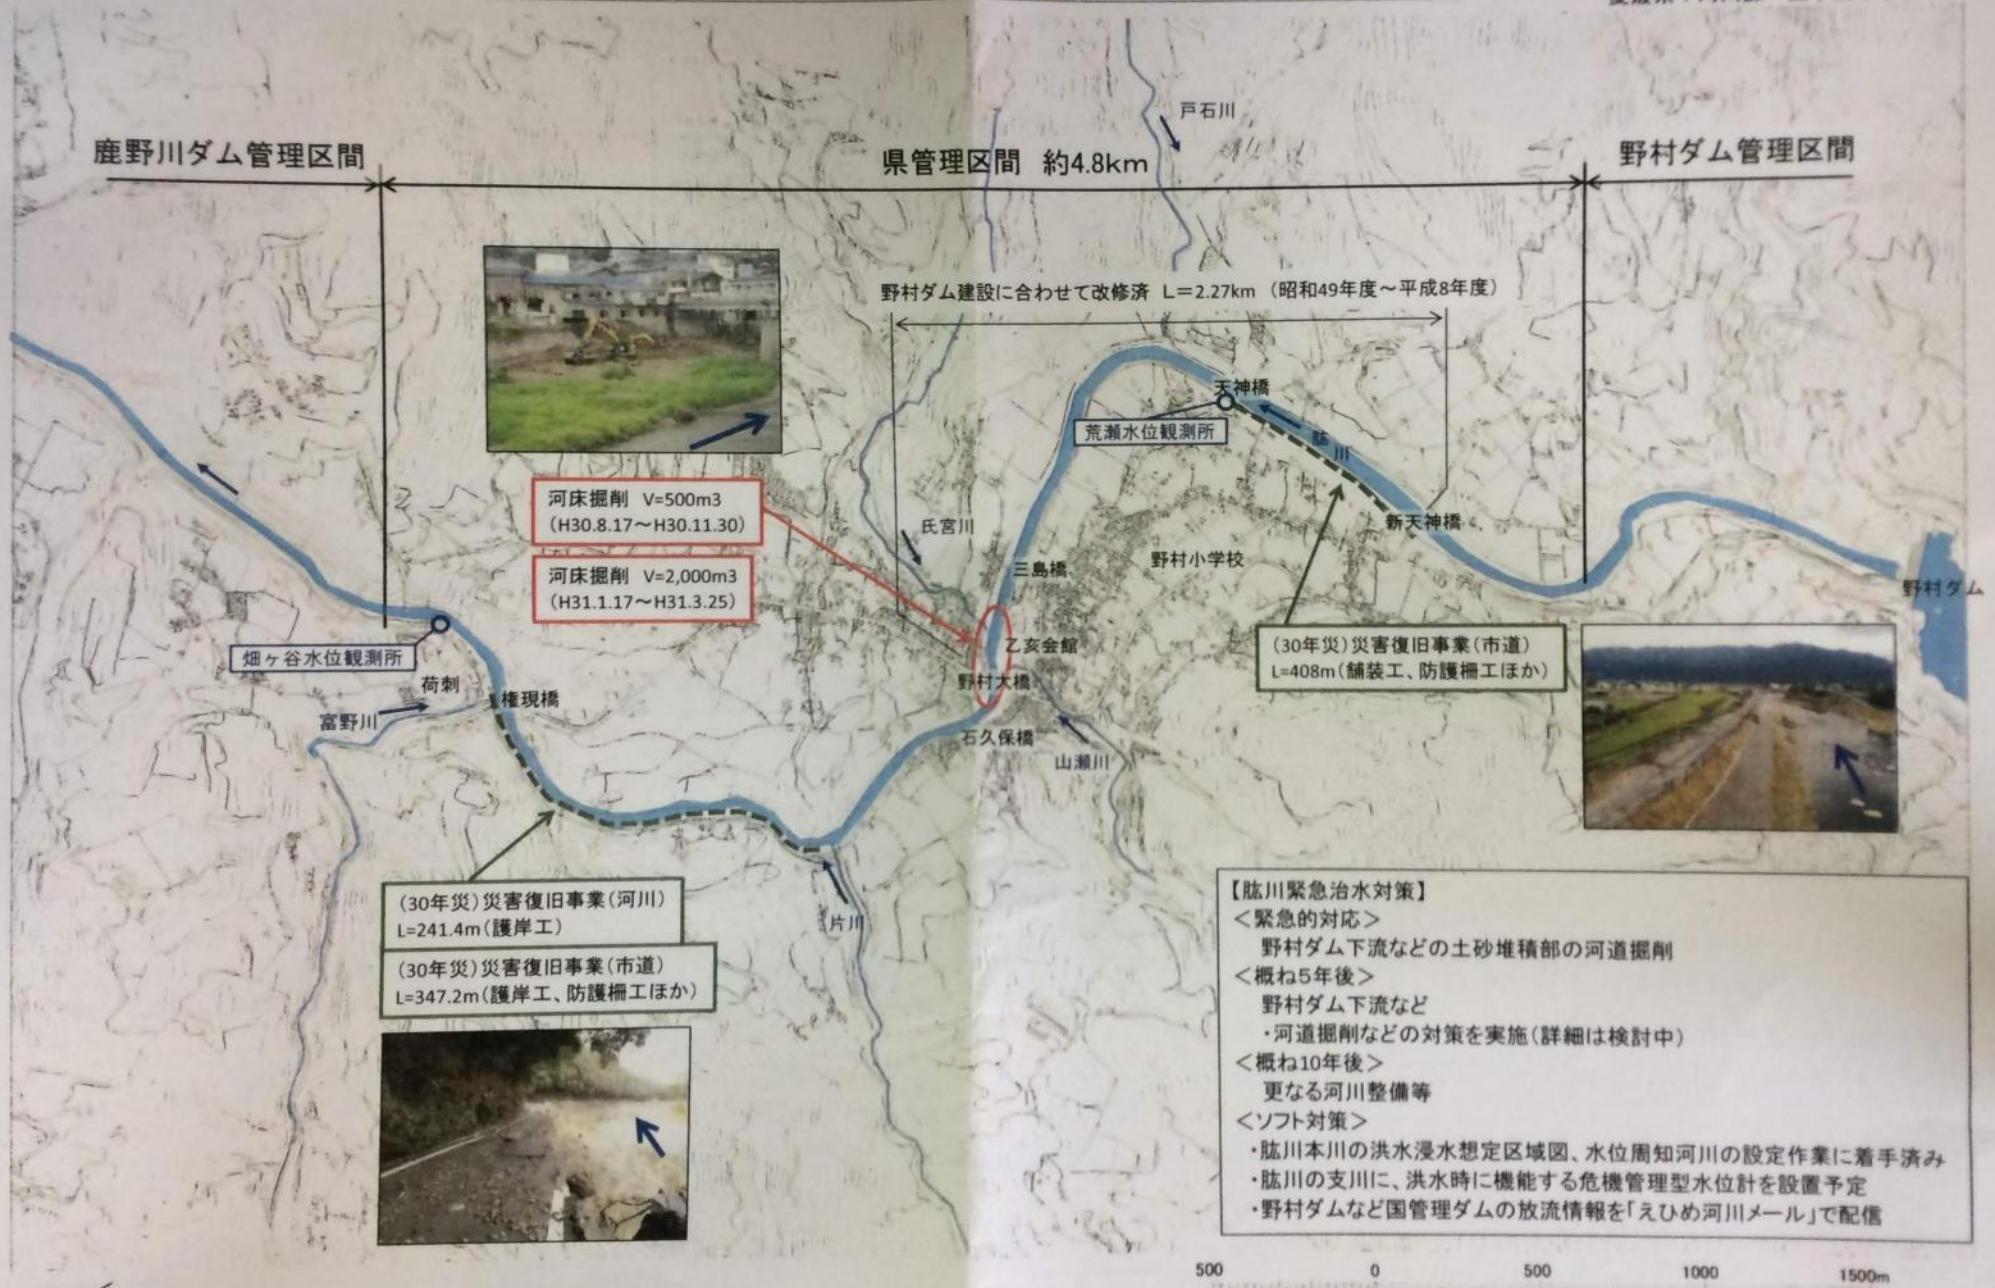 鹿野川ダム管理区間
県管理区間 約4.8km
野村ダム管理区間
戸石川
野村ダム建設に合わせて改修済 L=2.27km (昭和49年度~平成8年度)
天神橋
荒瀬水位観測所
肱川
新天神橋
河床掘削 V=500m3
(H30.8.17~H30.11.30)
河床掘削 V=2,000m3
(H31.1.17~H31.3.25)
氏宮川
三島橋
野村小学校
野村ダム
乙亥会館
野村大橋
石久保橋
山瀬川
(30年災)災害復旧事業(市道)
L=408m(舗装工、防護柵工ほか)
畑ヶ谷水位観測所
荷刺
権現橋
富野川
片川
(30年災)災害復旧事業(河川)
L=241.4m(護岸工)
(30年災)災害復旧事業(市道)
L=347.2m(護岸工、防護柵工ほか)
【肱川緊急治水対策】
<緊急的対応>
野村ダム下流などの土砂堆積部の河道掘削
<概ね5年後>
野村ダム下流など
・河道掘削などの対策を実施(詳細は検討中)
<概ね10年後>
更なる河川整備等
<ソフト対策>
・肱川本川の洪水浸水想定区域図、水位周知河川の設定作業に着手済み
・肱川の支川に、洪水時に機能する危機管理型水位計を設置予定
・野村ダムなど国管理ダムの放流情報を「えひめ河川メール」で配信
500 0 500 1000 1500m